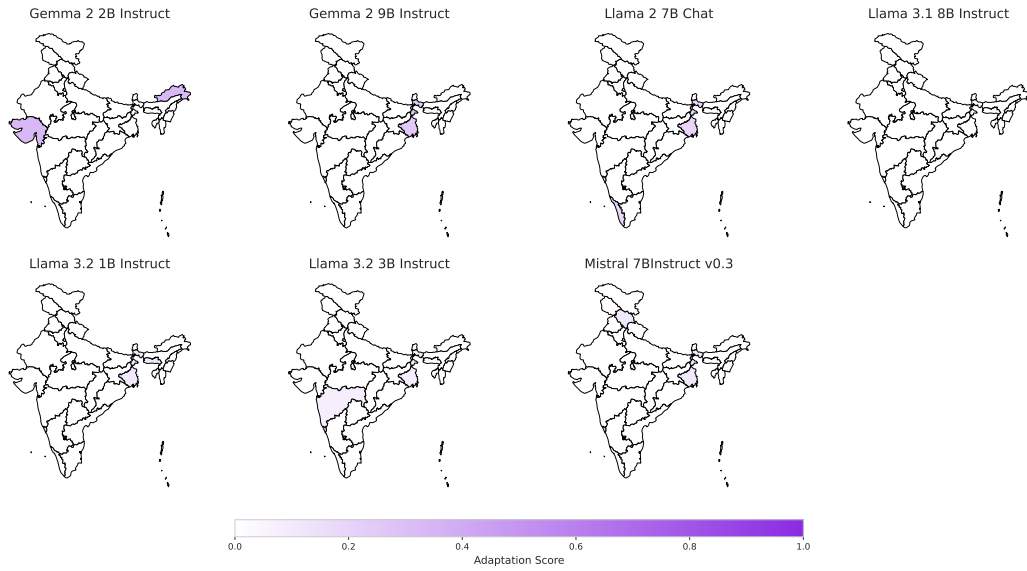 Gemma 2 2B Instruct
Gemma 2 9B Instruct
Llama 2 7B Chat
Llama 3.1 8B Instruct
Llama 3.2 1B Instruct
Llama 3.2 3B Instruct
Mistral 7BInstruct v0.3
0.0 0.2 0.4 0.6 0.8 1.0
Adaptation Score